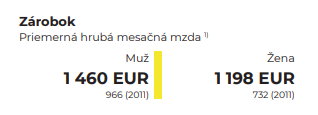 Zárobok
Priemerná hrubá mesačná mzda ¹⁾
Muž
1 460 EUR
966 (2011)
Žena
1 198 EUR
732 (2011)